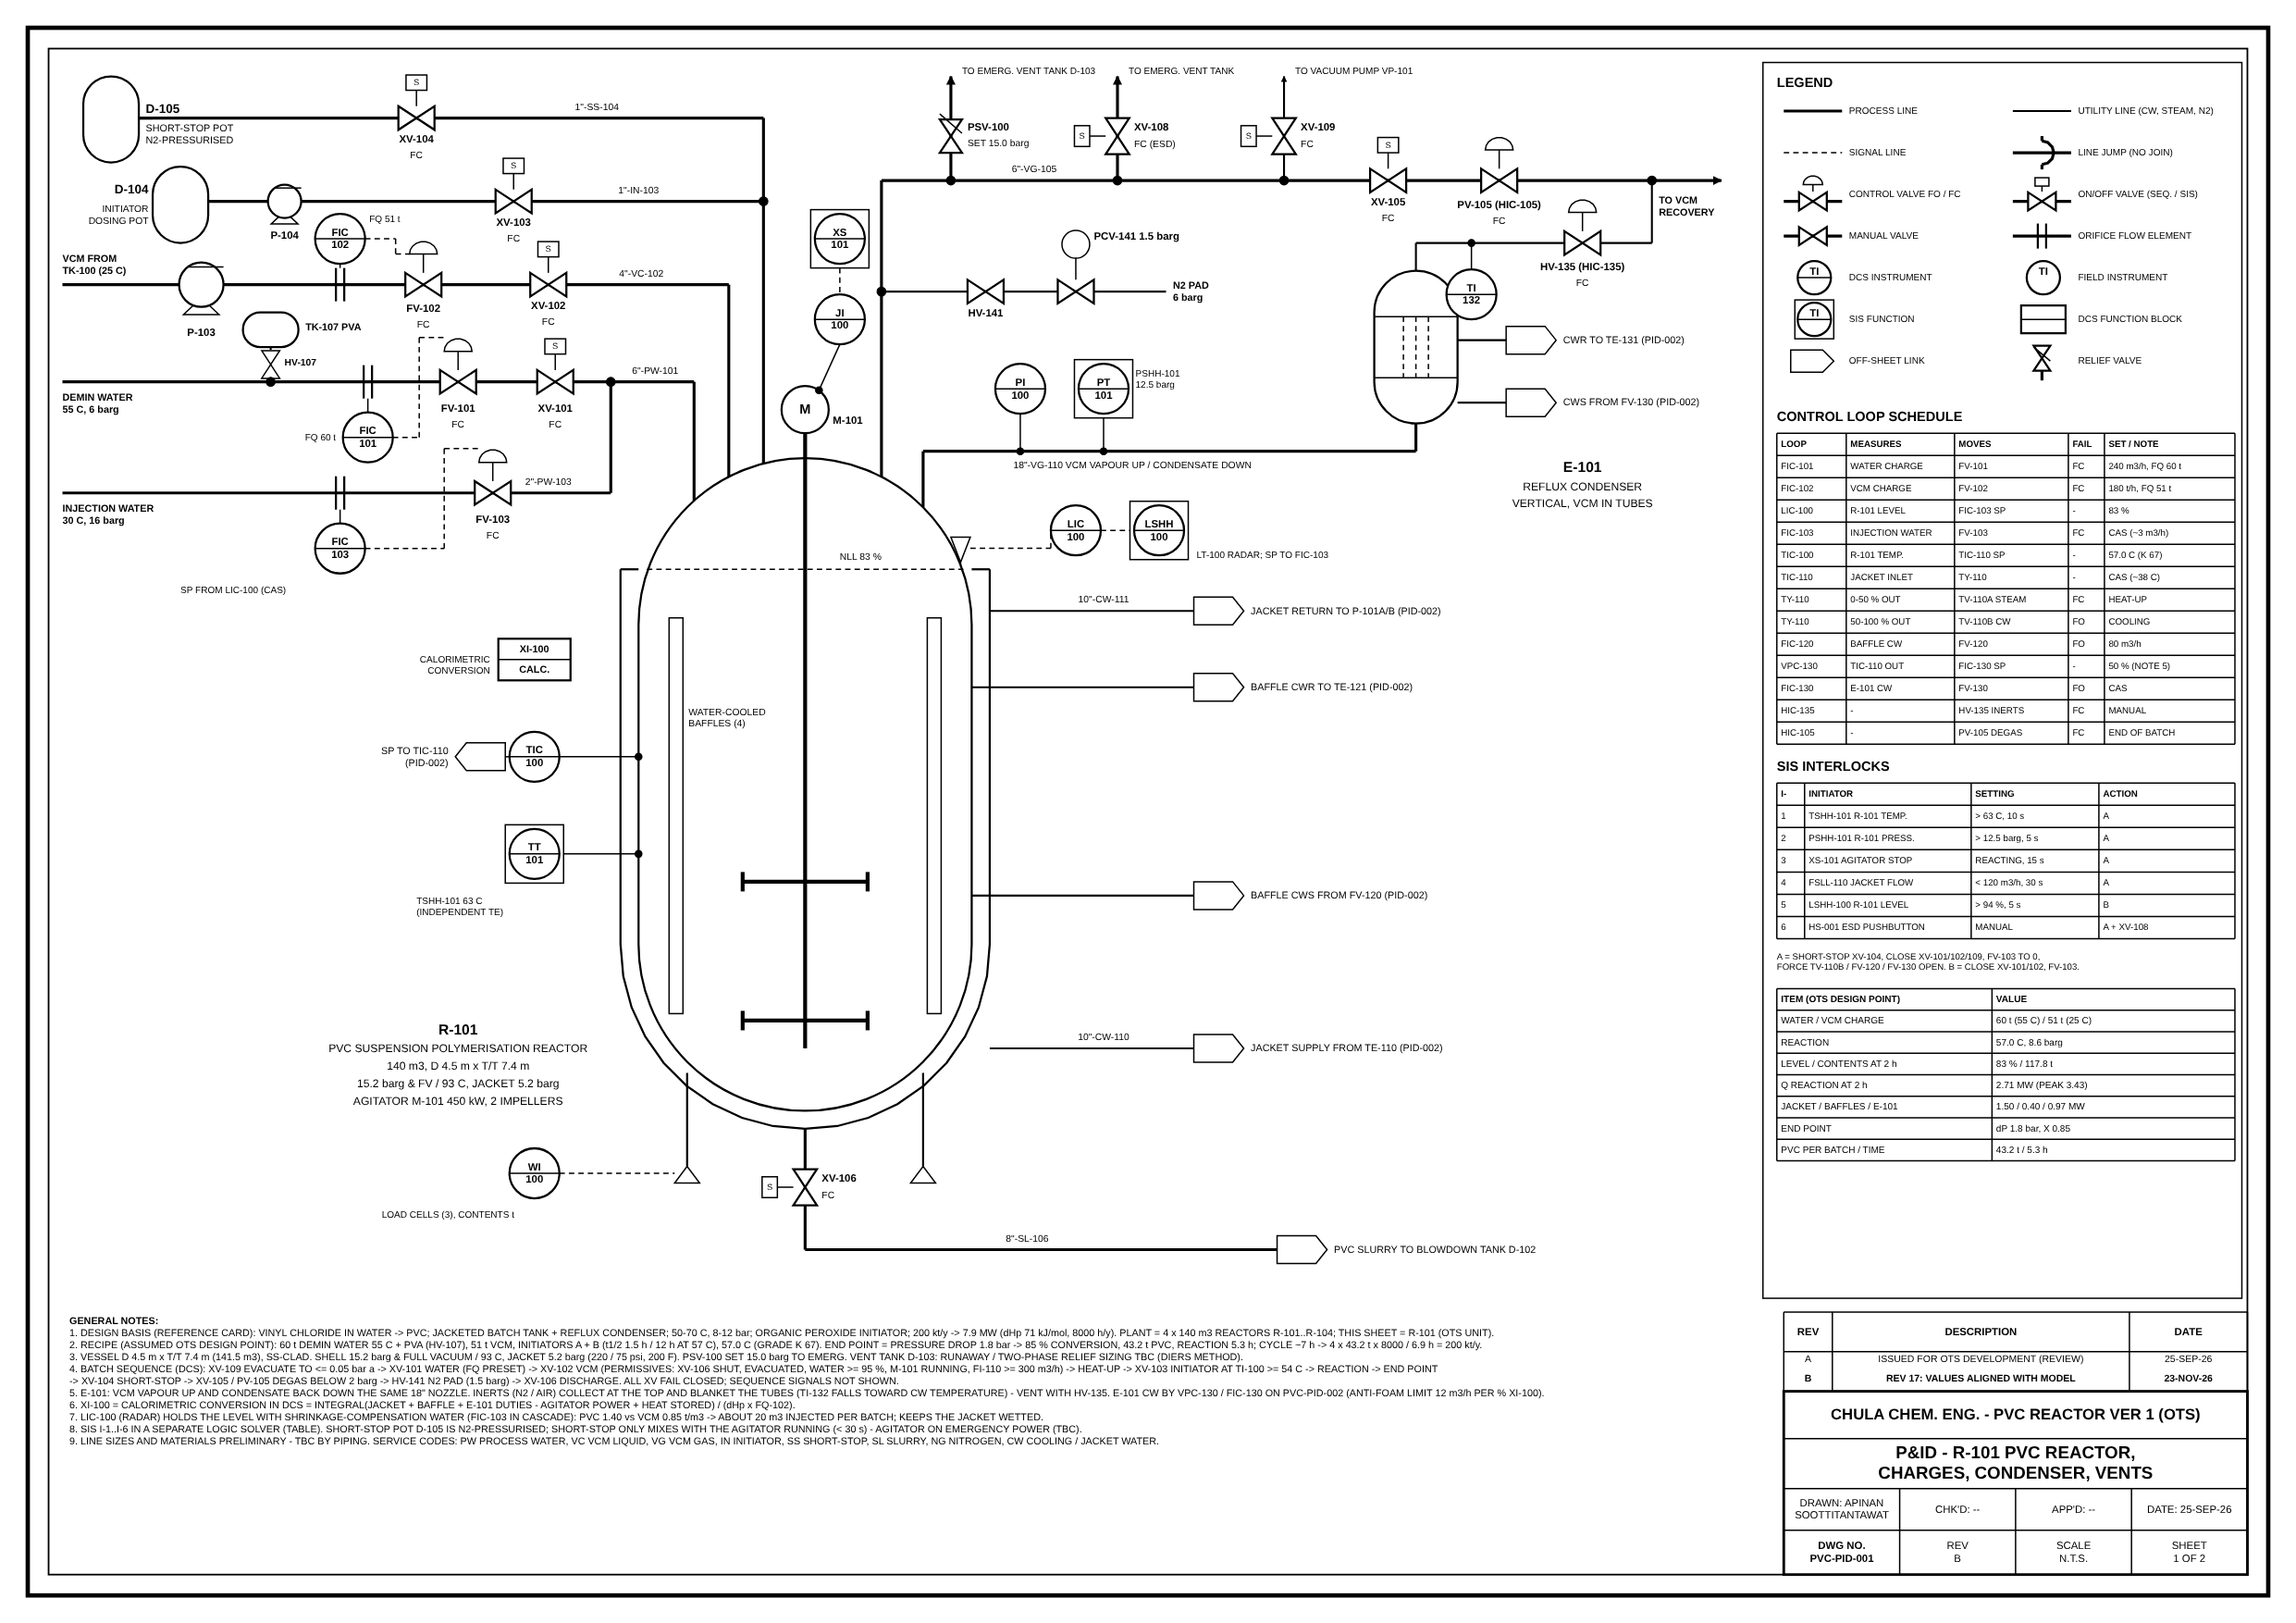 D-105
SHORT-STOP POT
N2-PRESSURISED
S
XV-104
FC
1"-SS-104
D-104
INITIATOR
DOSING POT
P-104
S
XV-103
FC
1"-IN-103
FQ 51 t
FIC
102
VCM FROM
TK-100 (25 C)
P-103
FV-102
FC
S
XV-102
FC
4"-VC-102
TK-107 PVA
HV-107
DEMIN WATER
55 C, 6 barg
FQ 60 t
FIC
101
FV-101
FC
S
XV-101
FC
6"-PW-101
INJECTION WATER
30 C, 16 barg
FIC
103
FV-103
FC
2"-PW-103
SP FROM LIC-100 (CAS)
XS
101
JI
100
M
M-101
TO EMERG. VENT TANK D-103
TO EMERG. VENT TANK
TO VACUUM PUMP VP-101
PSV-100
SET 15.0 barg
S
XV-108
FC (ESD)
S
XV-109
FC
6"-VG-105
S
XV-105
FC
PV-105 (HIC-105)
FC
TO VCM
RECOVERY
HV-135 (HIC-135)
FC
PCV-141 1.5 barg
HV-141
N2 PAD
6 barg
TI
132
CWR TO TE-131 (PID-002)
CWS FROM FV-130 (PID-002)
PI
100
PT
101
PSHH-101
12.5 barg
18"-VG-110 VCM VAPOUR UP / CONDENSATE DOWN
E-101
REFLUX CONDENSER
VERTICAL, VCM IN TUBES
LIC
100
LSHH
100
LT-100 RADAR; SP TO FIC-103
NLL 83 %
10"-CW-111
JACKET RETURN TO P-101A/B (PID-002)
BAFFLE CWR TO TE-121 (PID-002)
CALORIMETRIC
CONVERSION
XI-100
CALC.
WATER-COOLED
BAFFLES (4)
SP TO TIC-110
(PID-002)
TIC
100
TT
101
TSHH-101 63 C
(INDEPENDENT TE)
BAFFLE CWS FROM FV-120 (PID-002)
10"-CW-110
JACKET SUPPLY FROM TE-110 (PID-002)
R-101
PVC SUSPENSION POLYMERISATION REACTOR
140 m3, D 4.5 m x T/T 7.4 m
15.2 barg & FV / 93 C, JACKET 5.2 barg
AGITATOR M-101 450 kW, 2 IMPELLERS
WI
100
LOAD CELLS (3), CONTENTS t
S
XV-106
FC
8"-SL-106
PVC SLURRY TO BLOWDOWN TANK D-102
LEGEND
PROCESS LINE
UTILITY LINE (CW, STEAM, N2)
SIGNAL LINE
LINE JUMP (NO JOIN)
CONTROL VALVE FO / FC
ON/OFF VALVE (SEQ. / SIS)
MANUAL VALVE
ORIFICE FLOW ELEMENT
TI
DCS INSTRUMENT
TI
FIELD INSTRUMENT
TI
SIS FUNCTION
DCS FUNCTION BLOCK
OFF-SHEET LINK
RELIEF VALVE
CONTROL LOOP SCHEDULE
LOOP MEASURES MOVES FAIL SET / NOTE
FIC-101 WATER CHARGE FV-101 FC 240 m3/h, FQ 60 t
FIC-102 VCM CHARGE FV-102 FC 180 t/h, FQ 51 t
LIC-100 R-101 LEVEL FIC-103 SP - 83 %
FIC-103 INJECTION WATER FV-103 FC CAS (~3 m3/h)
TIC-100 R-101 TEMP. TIC-110 SP - 57.0 C (K 67)
TIC-110 JACKET INLET TY-110 - CAS (~38 C)
TY-110 0-50 % OUT TV-110A STEAM FC HEAT-UP
TY-110 50-100 % OUT TV-110B CW FO COOLING
FIC-120 BAFFLE CW FV-120 FO 80 m3/h
VPC-130 TIC-110 OUT FIC-130 SP - 50 % (NOTE 5)
FIC-130 E-101 CW FV-130 FO CAS
HIC-135 - HV-135 INERTS FC MANUAL
HIC-105 - PV-105 DEGAS FC END OF BATCH
SIS INTERLOCKS
I- INITIATOR SETTING ACTION
1 TSHH-101 R-101 TEMP. > 63 C, 10 s A
2 PSHH-101 R-101 PRESS. > 12.5 barg, 5 s A
3 XS-101 AGITATOR STOP REACTING, 15 s A
4 FSLL-110 JACKET FLOW < 120 m3/h, 30 s A
5 LSHH-100 R-101 LEVEL > 94 %, 5 s B
6 HS-001 ESD PUSHBUTTON MANUAL A + XV-108
A = SHORT-STOP XV-104, CLOSE XV-101/102/109, FV-103 TO 0,
FORCE TV-110B / FV-120 / FV-130 OPEN. B = CLOSE XV-101/102, FV-103.
ITEM (OTS DESIGN POINT) VALUE
WATER / VCM CHARGE 60 t (55 C) / 51 t (25 C)
REACTION 57.0 C, 8.6 barg
LEVEL / CONTENTS AT 2 h 83 % / 117.8 t
Q REACTION AT 2 h 2.71 MW (PEAK 3.43)
JACKET / BAFFLES / E-101 1.50 / 0.40 / 0.97 MW
END POINT dP 1.8 bar, X 0.85
PVC PER BATCH / TIME 43.2 t / 5.3 h
GENERAL NOTES:
1. DESIGN BASIS (REFERENCE CARD): VINYL CHLORIDE IN WATER -> PVC; JACKETED BATCH TANK + REFLUX CONDENSER; 50-70 C, 8-12 bar; ORGANIC PEROXIDE INITIATOR; 200 kt/y -> 7.9 MW (dHp 71 kJ/mol, 8000 h/y). PLANT = 4 x 140 m3 REACTORS R-101..R-104; THIS SHEET = R-101 (OTS UNIT).
2. RECIPE (ASSUMED OTS DESIGN POINT): 60 t DEMIN WATER 55 C + PVA (HV-107), 51 t VCM, INITIATORS A + B (t1/2 1.5 h / 12 h AT 57 C), 57.0 C (GRADE K 67). END POINT = PRESSURE DROP 1.8 bar -> 85 % CONVERSION, 43.2 t PVC, REACTION 5.3 h; CYCLE ~7 h -> 4 x 43.2 t x 8000 / 6.9 h = 200 kt/y.
3. VESSEL D 4.5 m x T/T 7.4 m (141.5 m3), SS-CLAD. SHELL 15.2 barg & FULL VACUUM / 93 C, JACKET 5.2 barg (220 / 75 psi, 200 F). PSV-100 SET 15.0 barg TO EMERG. VENT TANK D-103: RUNAWAY / TWO-PHASE RELIEF SIZING TBC (DIERS METHOD).
4. BATCH SEQUENCE (DCS): XV-109 EVACUATE TO <= 0.05 bar a -> XV-101 WATER (FQ PRESET) -> XV-102 VCM (PERMISSIVES: XV-106 SHUT, EVACUATED, WATER >= 95 %, M-101 RUNNING, FI-110 >= 300 m3/h) -> HEAT-UP -> XV-103 INITIATOR AT TI-100 >= 54 C -> REACTION -> END POINT
-> XV-104 SHORT-STOP -> XV-105 / PV-105 DEGAS BELOW 2 barg -> HV-141 N2 PAD (1.5 barg) -> XV-106 DISCHARGE. ALL XV FAIL CLOSED; SEQUENCE SIGNALS NOT SHOWN.
5. E-101: VCM VAPOUR UP AND CONDENSATE BACK DOWN THE SAME 18" NOZZLE. INERTS (N2 / AIR) COLLECT AT THE TOP AND BLANKET THE TUBES (TI-132 FALLS TOWARD CW TEMPERATURE) - VENT WITH HV-135. E-101 CW BY VPC-130 / FIC-130 ON PVC-PID-002 (ANTI-FOAM LIMIT 12 m3/h PER % XI-100).
6. XI-100 = CALORIMETRIC CONVERSION IN DCS = INTEGRAL(JACKET + BAFFLE + E-101 DUTIES - AGITATOR POWER + HEAT STORED) / (dHp x FQ-102).
7. LIC-100 (RADAR) HOLDS THE LEVEL WITH SHRINKAGE-COMPENSATION WATER (FIC-103 IN CASCADE): PVC 1.40 vs VCM 0.85 t/m3 -> ABOUT 20 m3 INJECTED PER BATCH; KEEPS THE JACKET WETTED.
8. SIS I-1..I-6 IN A SEPARATE LOGIC SOLVER (TABLE). SHORT-STOP POT D-105 IS N2-PRESSURISED; SHORT-STOP ONLY MIXES WITH THE AGITATOR RUNNING (< 30 s) - AGITATOR ON EMERGENCY POWER (TBC).
9. LINE SIZES AND MATERIALS PRELIMINARY - TBC BY PIPING. SERVICE CODES: PW PROCESS WATER, VC VCM LIQUID, VG VCM GAS, IN INITIATOR, SS SHORT-STOP, SL SLURRY, NG NITROGEN, CW COOLING / JACKET WATER.
REV DESCRIPTION DATE
A ISSUED FOR OTS DEVELOPMENT (REVIEW) 25-SEP-26
B REV 17: VALUES ALIGNED WITH MODEL 23-NOV-26
CHULA CHEM. ENG. - PVC REACTOR VER 1 (OTS)
P&ID - R-101 PVC REACTOR,
CHARGES, CONDENSER, VENTS
DRAWN: APINAN
SOOTTITANTAWAT
CHK'D: --
APP'D: --
DATE: 25-SEP-26
DWG NO.
PVC-PID-001
REV
B
SCALE
N.T.S.
SHEET
1 OF 2